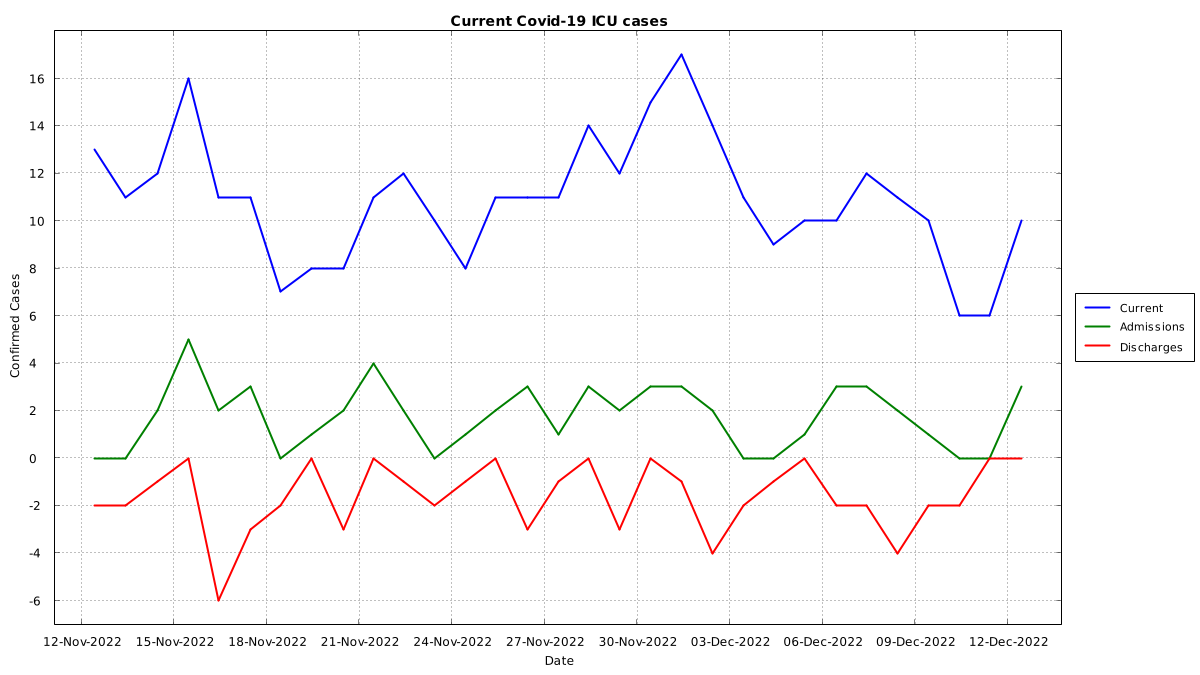 Current Covid-19 ICU cases
16
14
12
10
8
6
4
2
0
-2
-4
-6
Confirmed Cases
12-Nov-2022 15-Nov-2022 18-Nov-2022 21-Nov-2022 24-Nov-2022 27-Nov-2022 30-Nov-2022 03-Dec-2022 06-Dec-2022 09-Dec-2022 12-Dec-2022
Date
Current
Admissions
Discharges